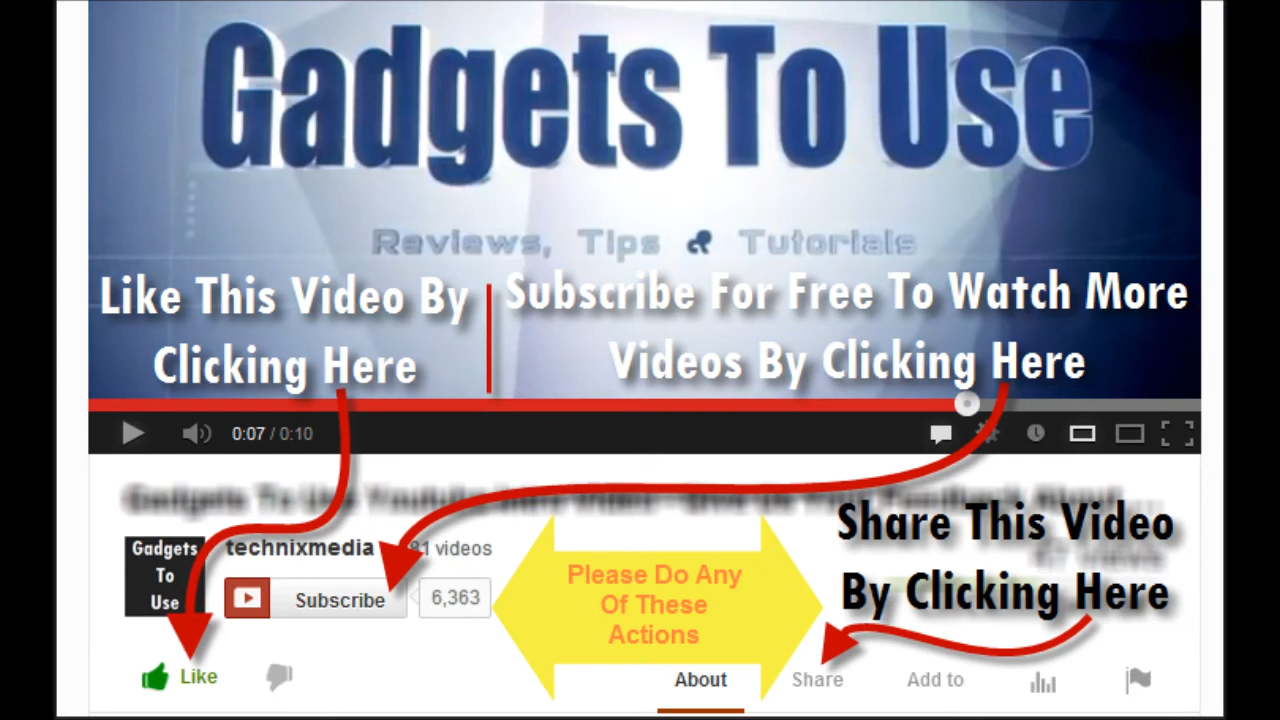 Gadgets To Use
Reviews, Tips & Tutorials
Like This Video By
Clicking Here
Subscribe For Free To Watch More
Videos By Clicking Here
0:07 / 0:10
Share This Video
By Clicking Here
Gadgets
To
Use
technixmedia
81 videos
Subscribe
6,363
Please Do Any
Of These
Actions
Like
About
Share
Add to